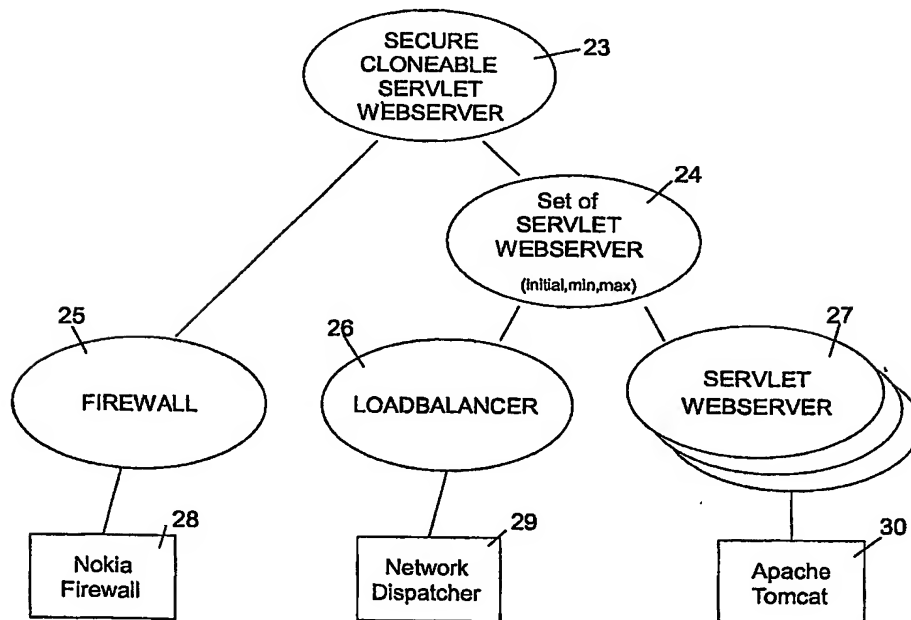 SECURE
CLONEABLE
SERVLET
WEBSERVER
23
24
Set of
SERVLET
WEBSERVER
(initial,min,max)
25
FIREWALL
26
LOADBALANCER
27
SERVLET
WEBSERVER
28
Nokia
Firewall
29
Network
Dispatcher
30
Apache
Tomcat